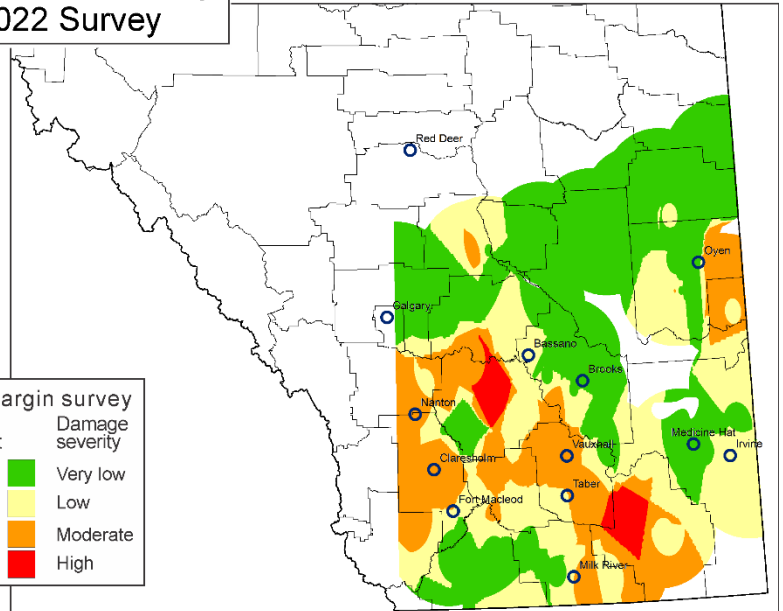 022 Survey
Red Deer
Oyen
Calgary
Bassano
Brooks
Nanton
Medicine Hat
Irvine
Vauxhall
Claresholm
Taber
Fort Macleod
Milk River
argin survey
Damage
severity
Very low
Low
Moderate
High